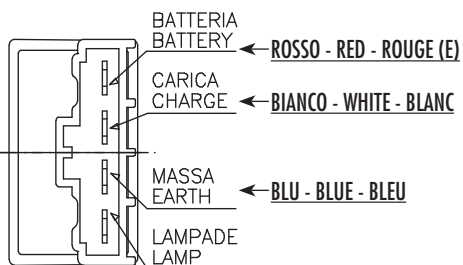 BATTERIA
BATTERY
ROSSO - RED - ROUGE (E)
CARICA
CHARGE
BIANCO - WHITE - BLANC
MASSA
EARTH
BLU - BLUE - BLEU
LAMPADE
LAMP